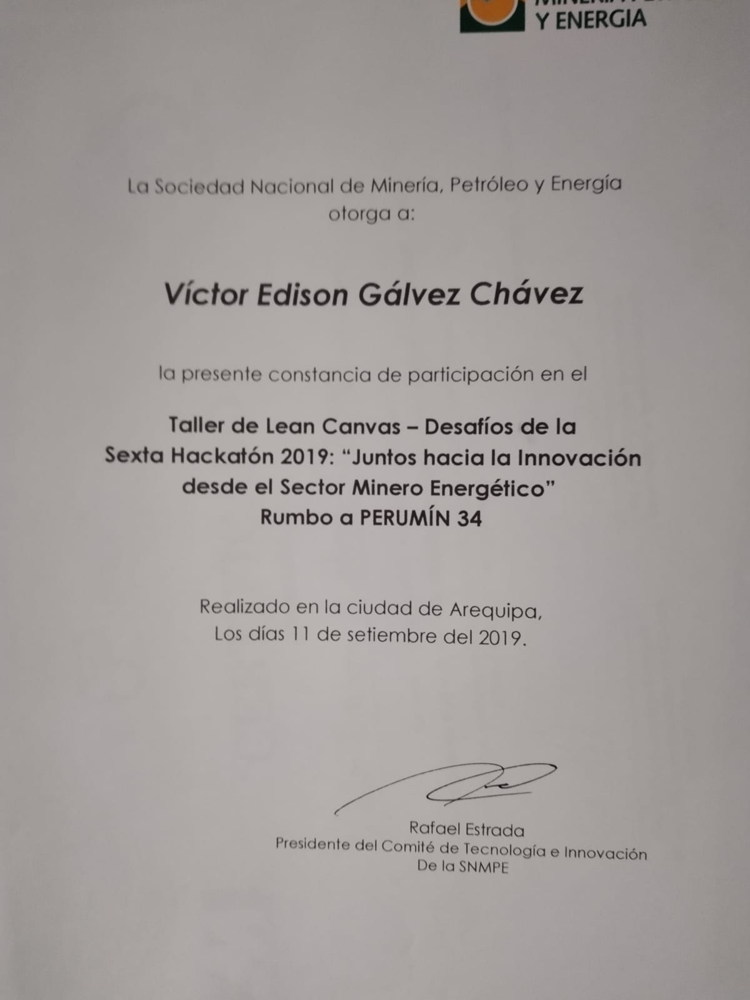 Y ENERGIA
La Sociedad Nacional de Minería, Petróleo y Energía
otorga a:
Víctor Edison Gálvez Chávez
la presente constancia de participación en el
Taller de Lean Canvas – Desafíos de la
Sexta Hackatón 2019: “Juntos hacia la Innovación
desde el Sector Minero Energético”
Rumbo a PERUMÍN 34
Realizado en la ciudad de Arequipa,
Los días 11 de setiembre del 2019.
Rafael Estrada
Presidente del Comité de Tecnología e Innovación
De la SNMPE